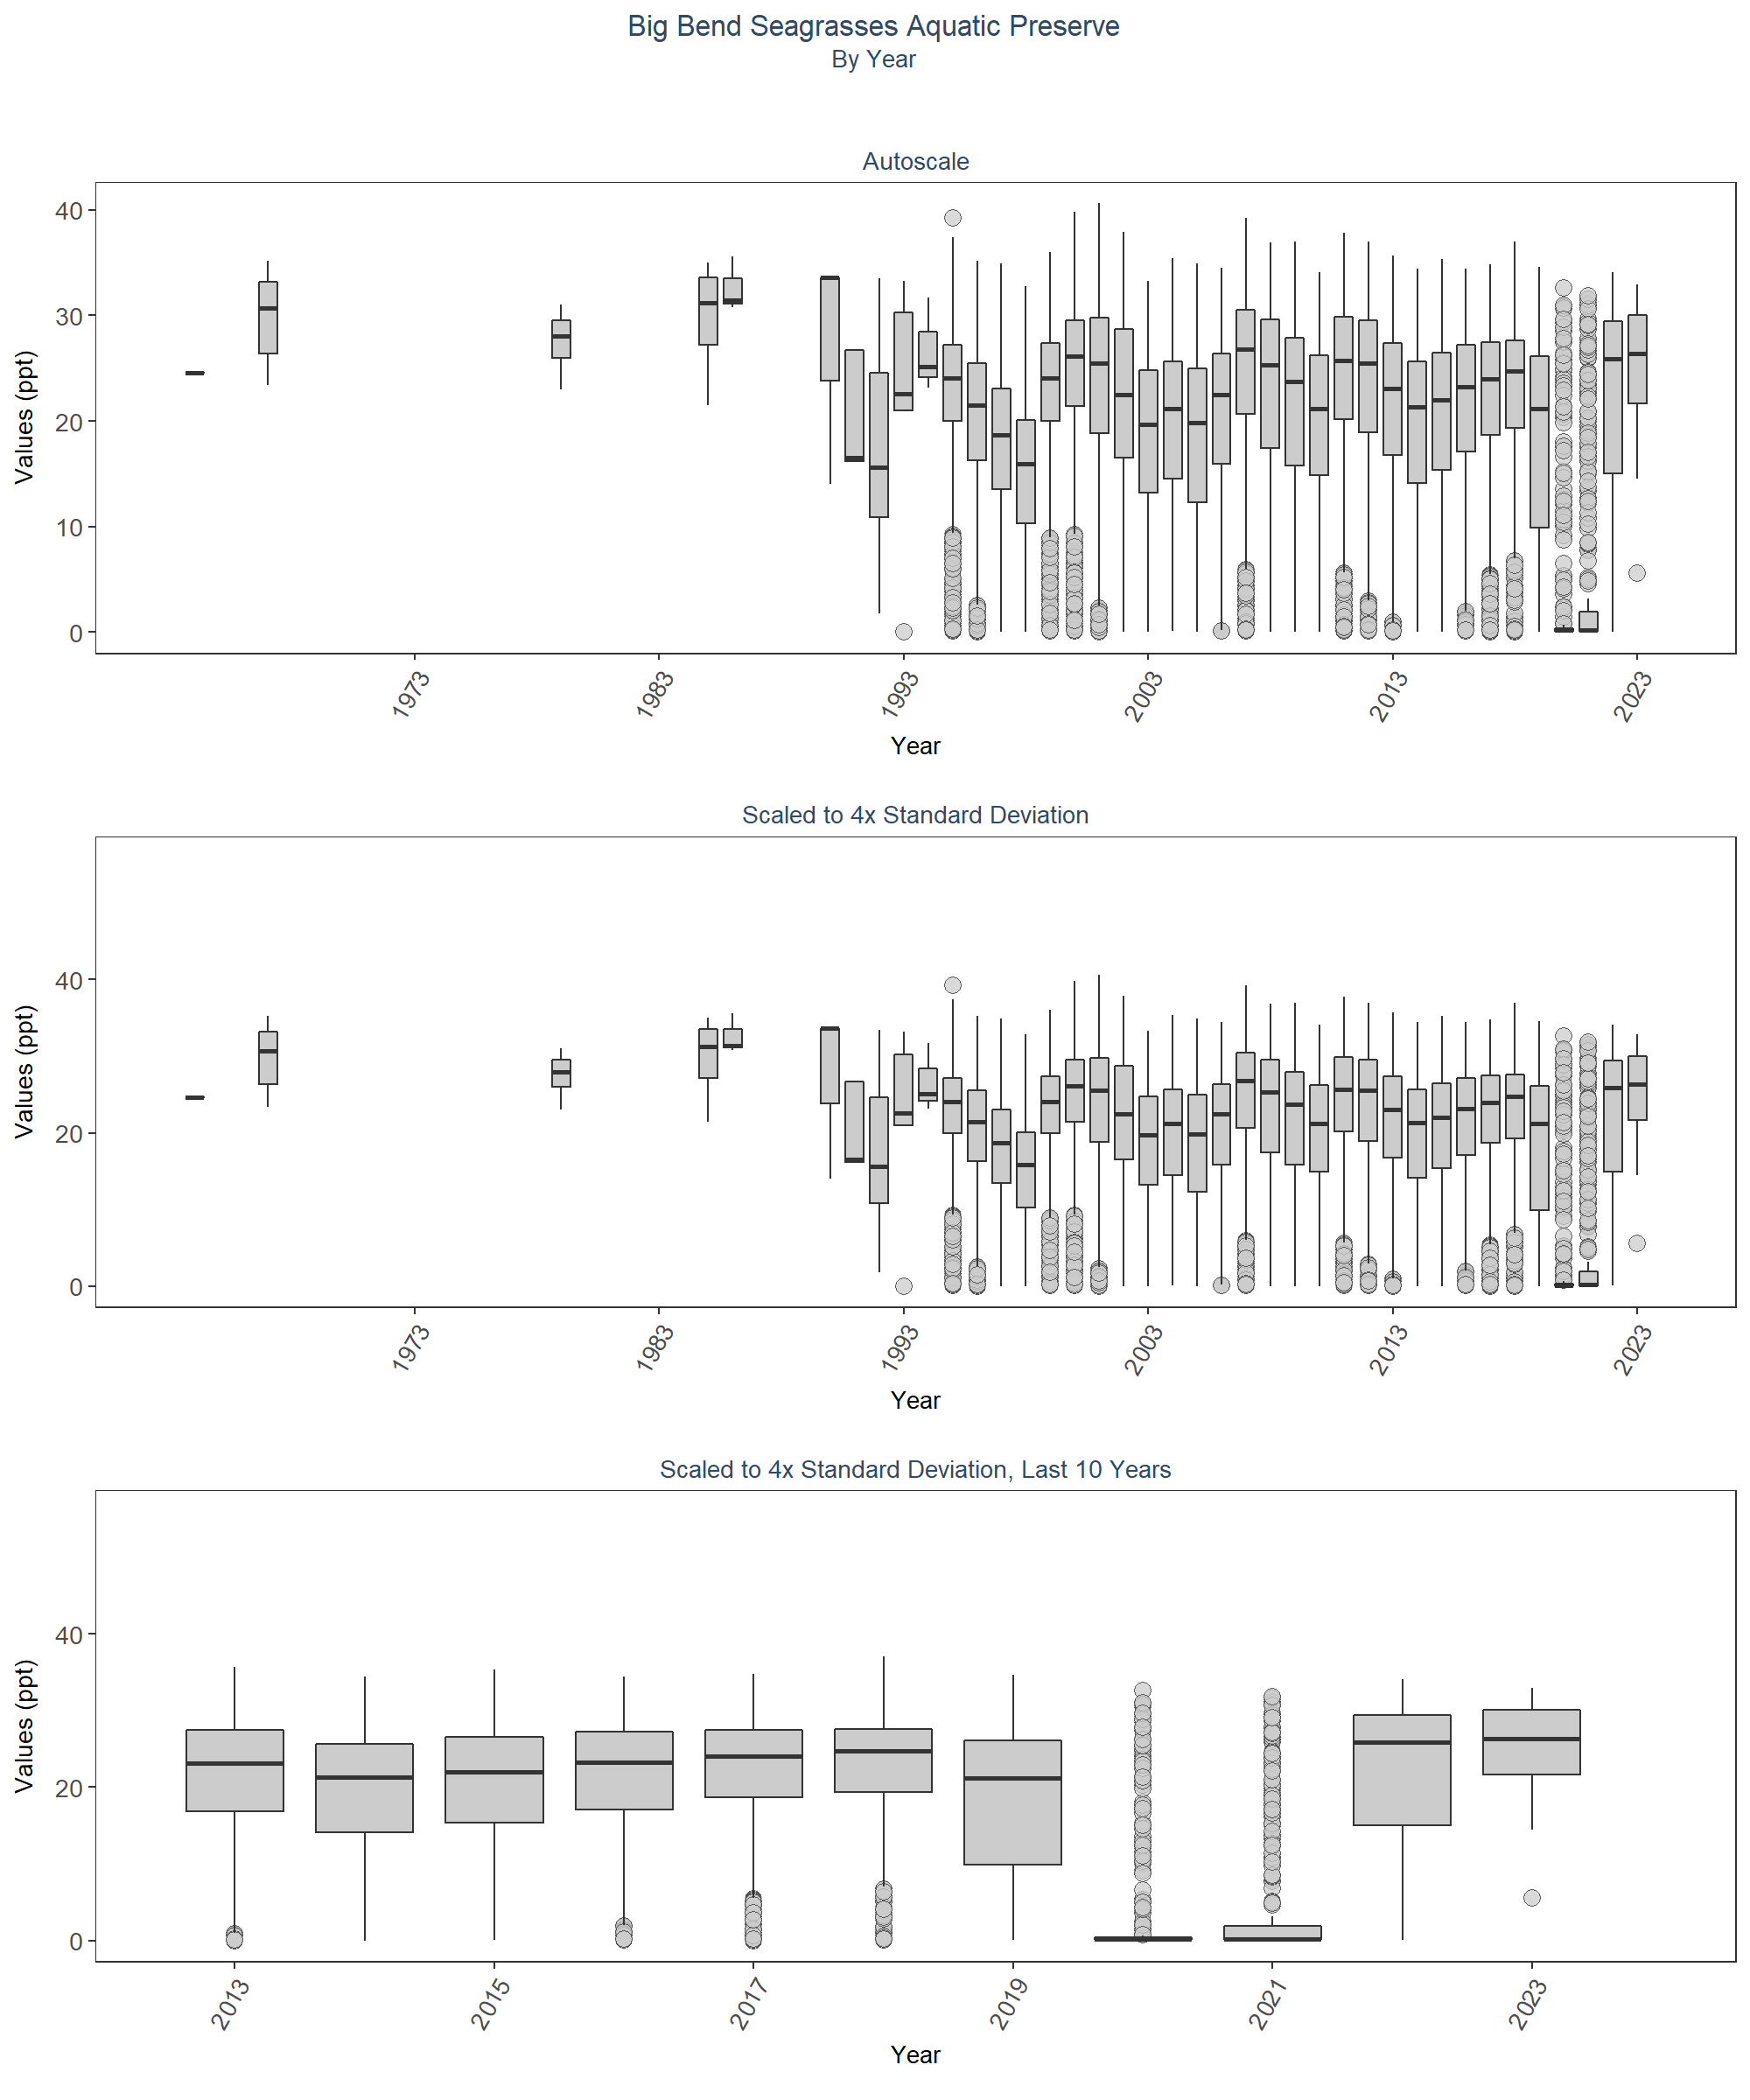 Big Bend Seagrasses Aquatic Preserve
By Year
Autoscale
Values (ppt)
40
30
20
10
0
1973
1983
1993
2003
2013
2023
Year
Scaled to 4x Standard Deviation
Values (ppt)
40
20
0
1973
1983
1993
2003
2013
2023
Year
Scaled to 4x Standard Deviation, Last 10 Years
Values (ppt)
40
20
0
2013
2015
2017
2019
2021
2023
Year